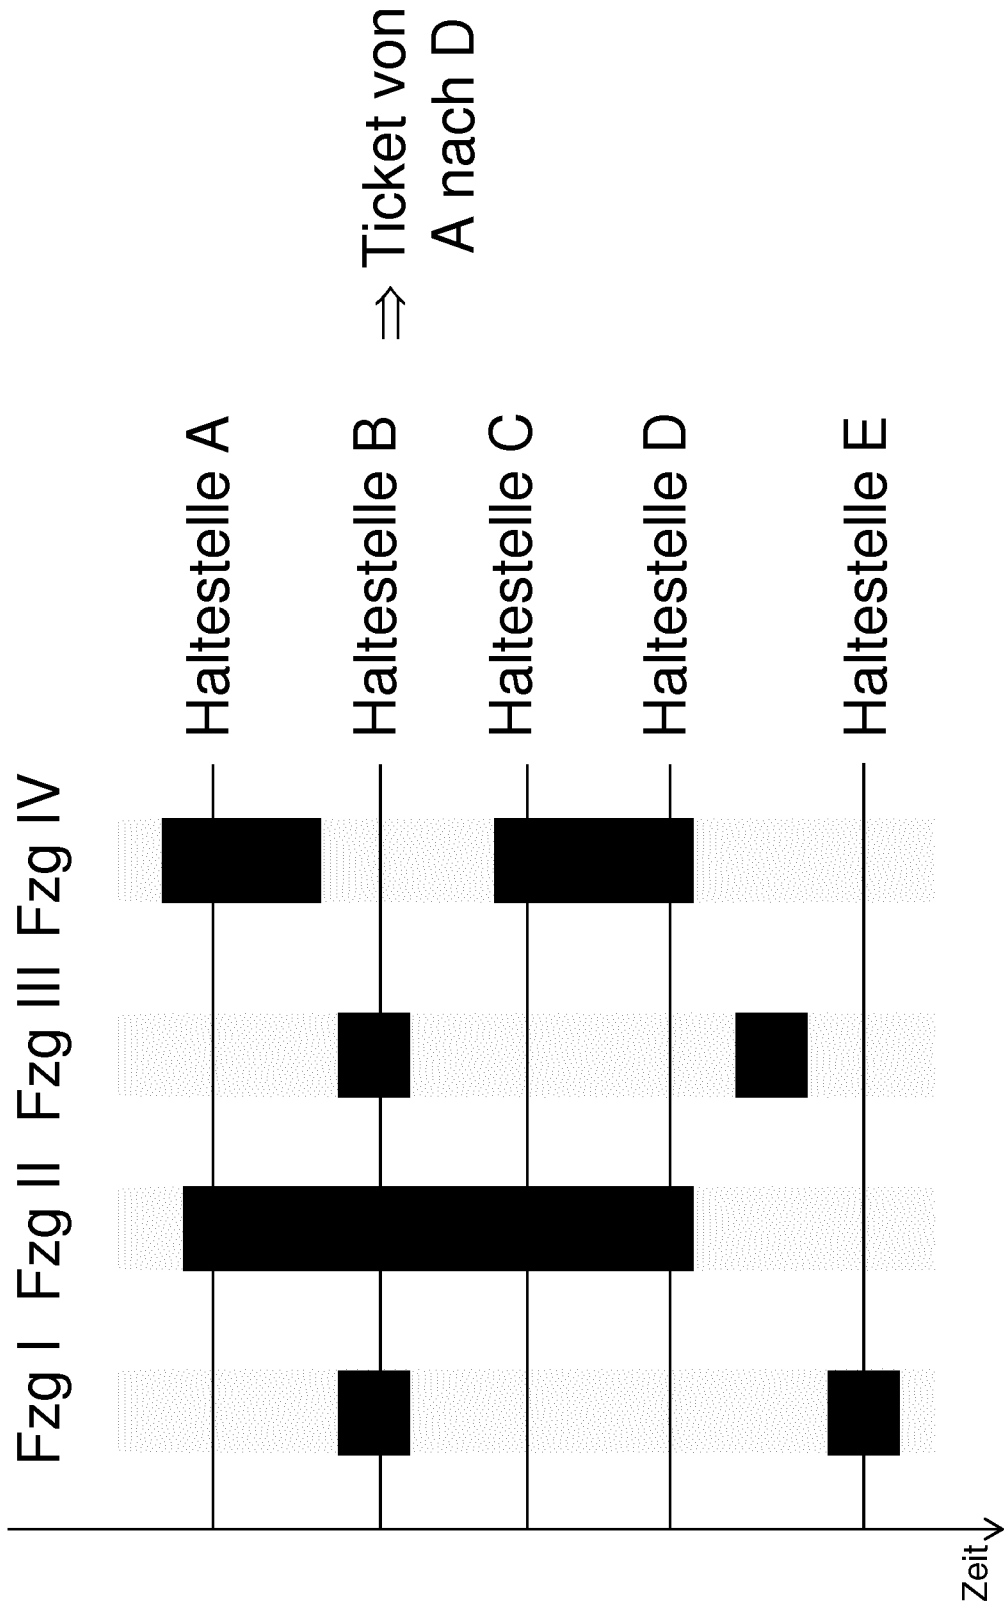 Fzg I
Fzg II
Fzg III
Fzg IV
Haltestelle A
Haltestelle B
Haltestelle C
Haltestelle D
Haltestelle E
⇒ Ticket von
A nach D
Zeit